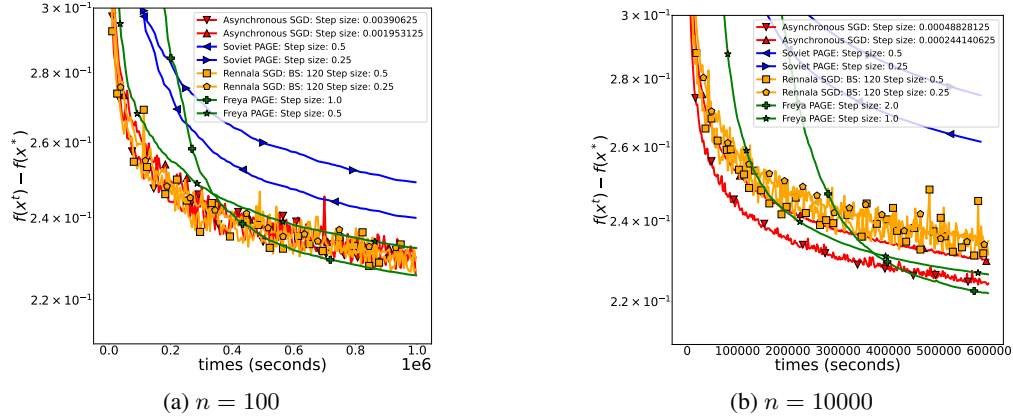 3 × 10⁻¹
2.8 × 10⁻¹
2.6 × 10⁻¹
2.4 × 10⁻¹
2.2 × 10⁻¹
f(xᵗ) − f(x*)
Asynchronous SGD: Step size: 0.00390625
Asynchronous SGD: Step size: 0.001953125
Soviet PAGE: Step size: 0.5
Soviet PAGE: Step size: 0.25
Rennala SGD: BS: 120 Step size: 0.5
Rennala SGD: BS: 120 Step size: 0.25
Freya PAGE: Step size: 1.0
Freya PAGE: Step size: 0.5
0.0 0.2 0.4 0.6 0.8 1.0
times (seconds) 1e6
(a) n = 100
3 × 10⁻¹
2.8 × 10⁻¹
2.6 × 10⁻¹
2.4 × 10⁻¹
2.2 × 10⁻¹
f(xᵗ) − f(x*)
Asynchronous SGD: Step size: 0.00048828125
Asynchronous SGD: Step size: 0.000244140625
Soviet PAGE: Step size: 0.5
Soviet PAGE: Step size: 0.25
Rennala SGD: BS: 120 Step size: 0.5
Rennala SGD: BS: 120 Step size: 0.25
Freya PAGE: Step size: 2.0
Freya PAGE: Step size: 1.0
0 100000 200000 300000 400000 500000 600000
times (seconds)
(b) n = 10000